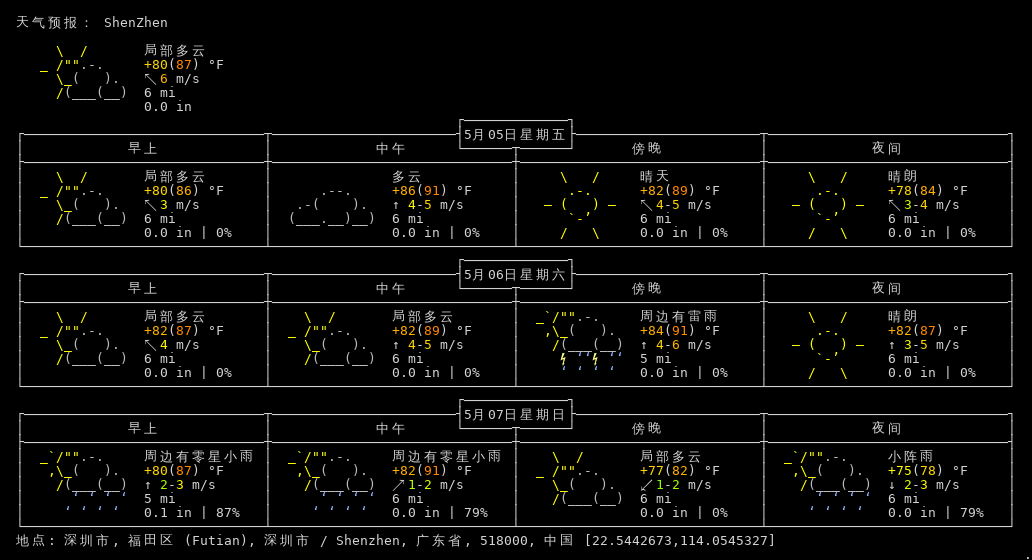 天气预报： ShenZhen
局部多云
+80(87) °F
↖6 m/s
6 mi
0.0 in
5月05日星期五
早上 中午 傍晚 夜间
局部多云 多云 晴天 晴朗
+80(86) °F +86(91) °F +82(89) °F +78(84) °F
↖3 m/s ↑ 4-5 m/s ↖4-5 m/s ↖3-4 m/s
6 mi 6 mi 6 mi 6 mi
0.0 in | 0% 0.0 in | 0% 0.0 in | 0% 0.0 in | 0%
5月06日星期六
早上 中午 傍晚 夜间
局部多云 局部多云 周边有雷雨 晴朗
+82(87) °F +82(89) °F +84(91) °F +82(87) °F
↖4 m/s ↑ 4-5 m/s ↑ 4-6 m/s ↑ 3-5 m/s
6 mi 6 mi 5 mi 6 mi
0.0 in | 0% 0.0 in | 0% 0.0 in | 0% 0.0 in | 0%
5月07日星期日
早上 中午 傍晚 夜间
周边有零星小雨 周边有零星小雨 局部多云 小阵雨
+80(87) °F +82(91) °F +77(82) °F +75(78) °F
↑ 2-3 m/s ↗1-2 m/s ↙1-2 m/s ↓ 2-3 m/s
5 mi 6 mi 6 mi 6 mi
0.1 in | 87% 0.0 in | 79% 0.0 in | 0% 0.0 in | 79%
地点: 深圳市, 福田区 (Futian), 深圳市 / Shenzhen, 广东省, 518000, 中国 [22.5442673,114.0545327]